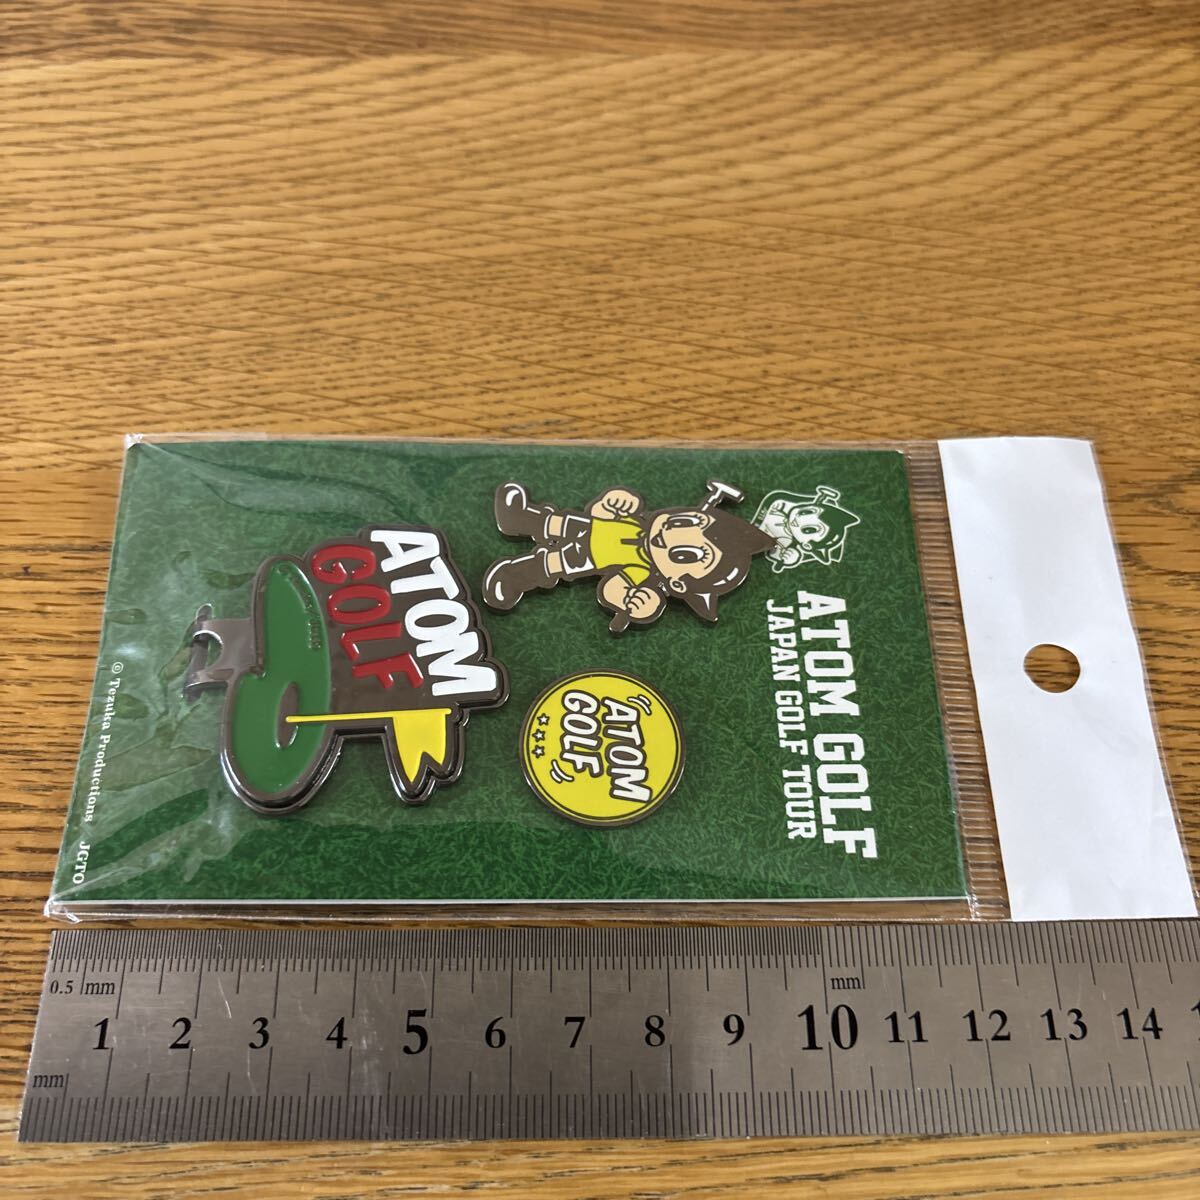 ATOM GOLF
JAPAN GOLF TOUR
ATOM
GOLF
ATOM
GOLF
© Tezuka Productions / JGTO
0.5 mm
mm
1 2 3 4 5 6 7 8 9 10 11 12 13 14
mm